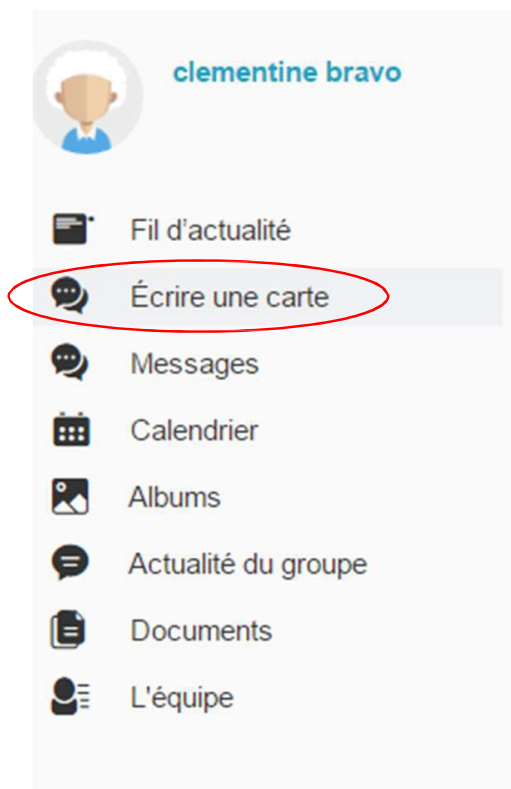 clementine bravo
Fil d'actualité
Écrire une carte
Messages
Calendrier
Albums
Actualité du groupe
Documents
L'équipe